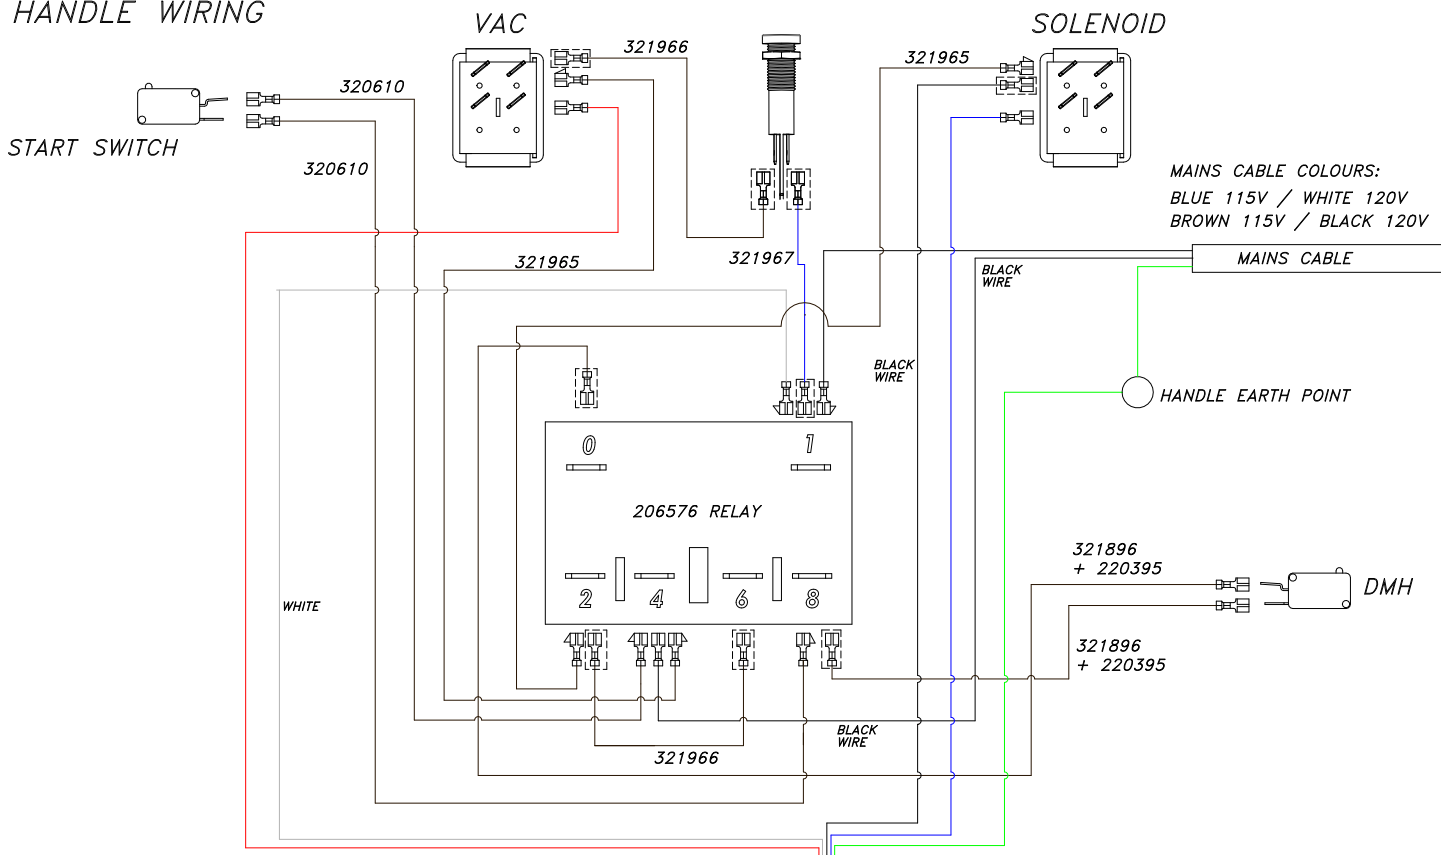 HANDLE WIRING
VAC
SOLENOID
321966
321965
320610
START SWITCH
320610
MAINS CABLE COLOURS:
BLUE 115V / WHITE 120V
BROWN 115V / BLACK 120V
321965
321967
MAINS CABLE
BLACK
WIRE
BLACK
WIRE
HANDLE EARTH POINT
0
1
206576 RELAY
321896
+ 220395
DMH
2
4
6
8
WHITE
321896
+ 220395
BLACK
WIRE
321966